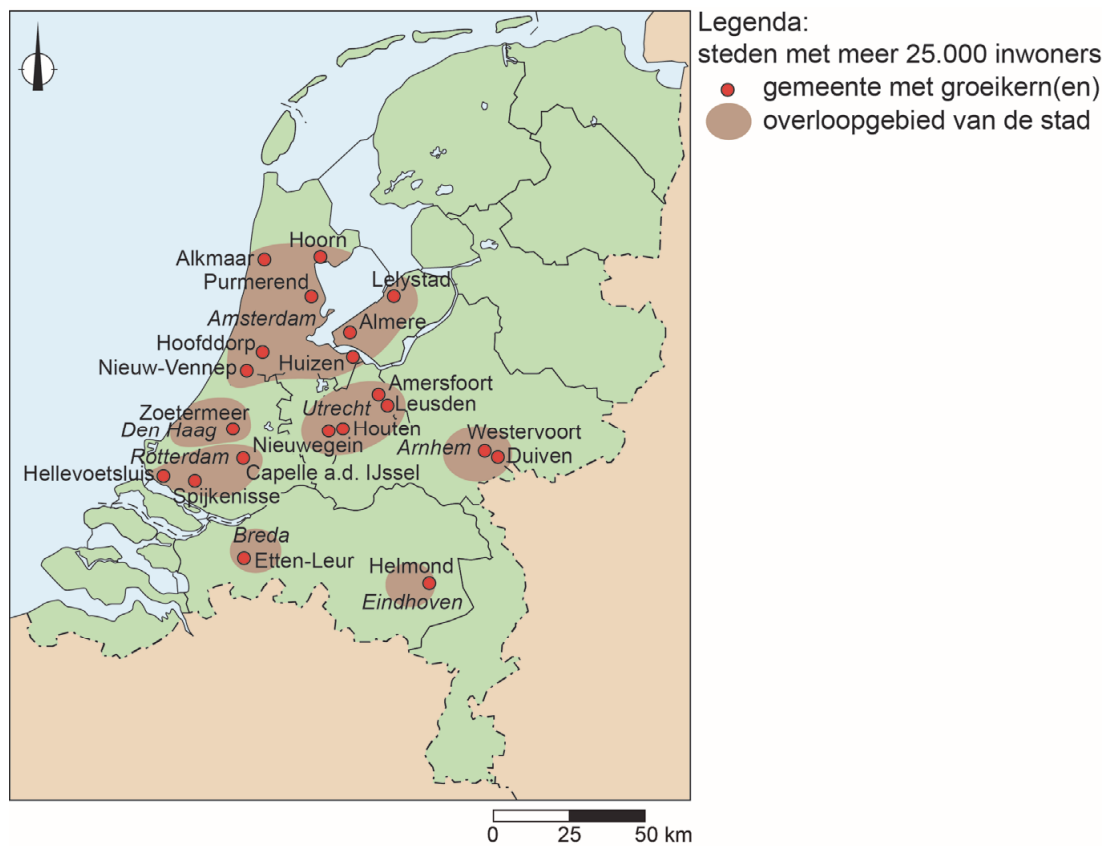 Legenda:
steden met meer 25.000 inwoners
gemeente met groeikern(en)
overloopgebied van de stad
Hoorn
Alkmaar
Purmerend
Lelystad
Amsterdam
Almere
Hoofddorp
Huizen
Nieuw-Vennep
Amersfoort
Leusden
Utrecht
Zoetermeer
Den Haag
Houten
Westervoort
Arnhem
Duiven
Nieuwegein
Rotterdam
Capelle a.d. IJssel
Hellevoetsluis
Spijkenisse
Breda
Etten-Leur
Helmond
Eindhoven
0 25 50 km